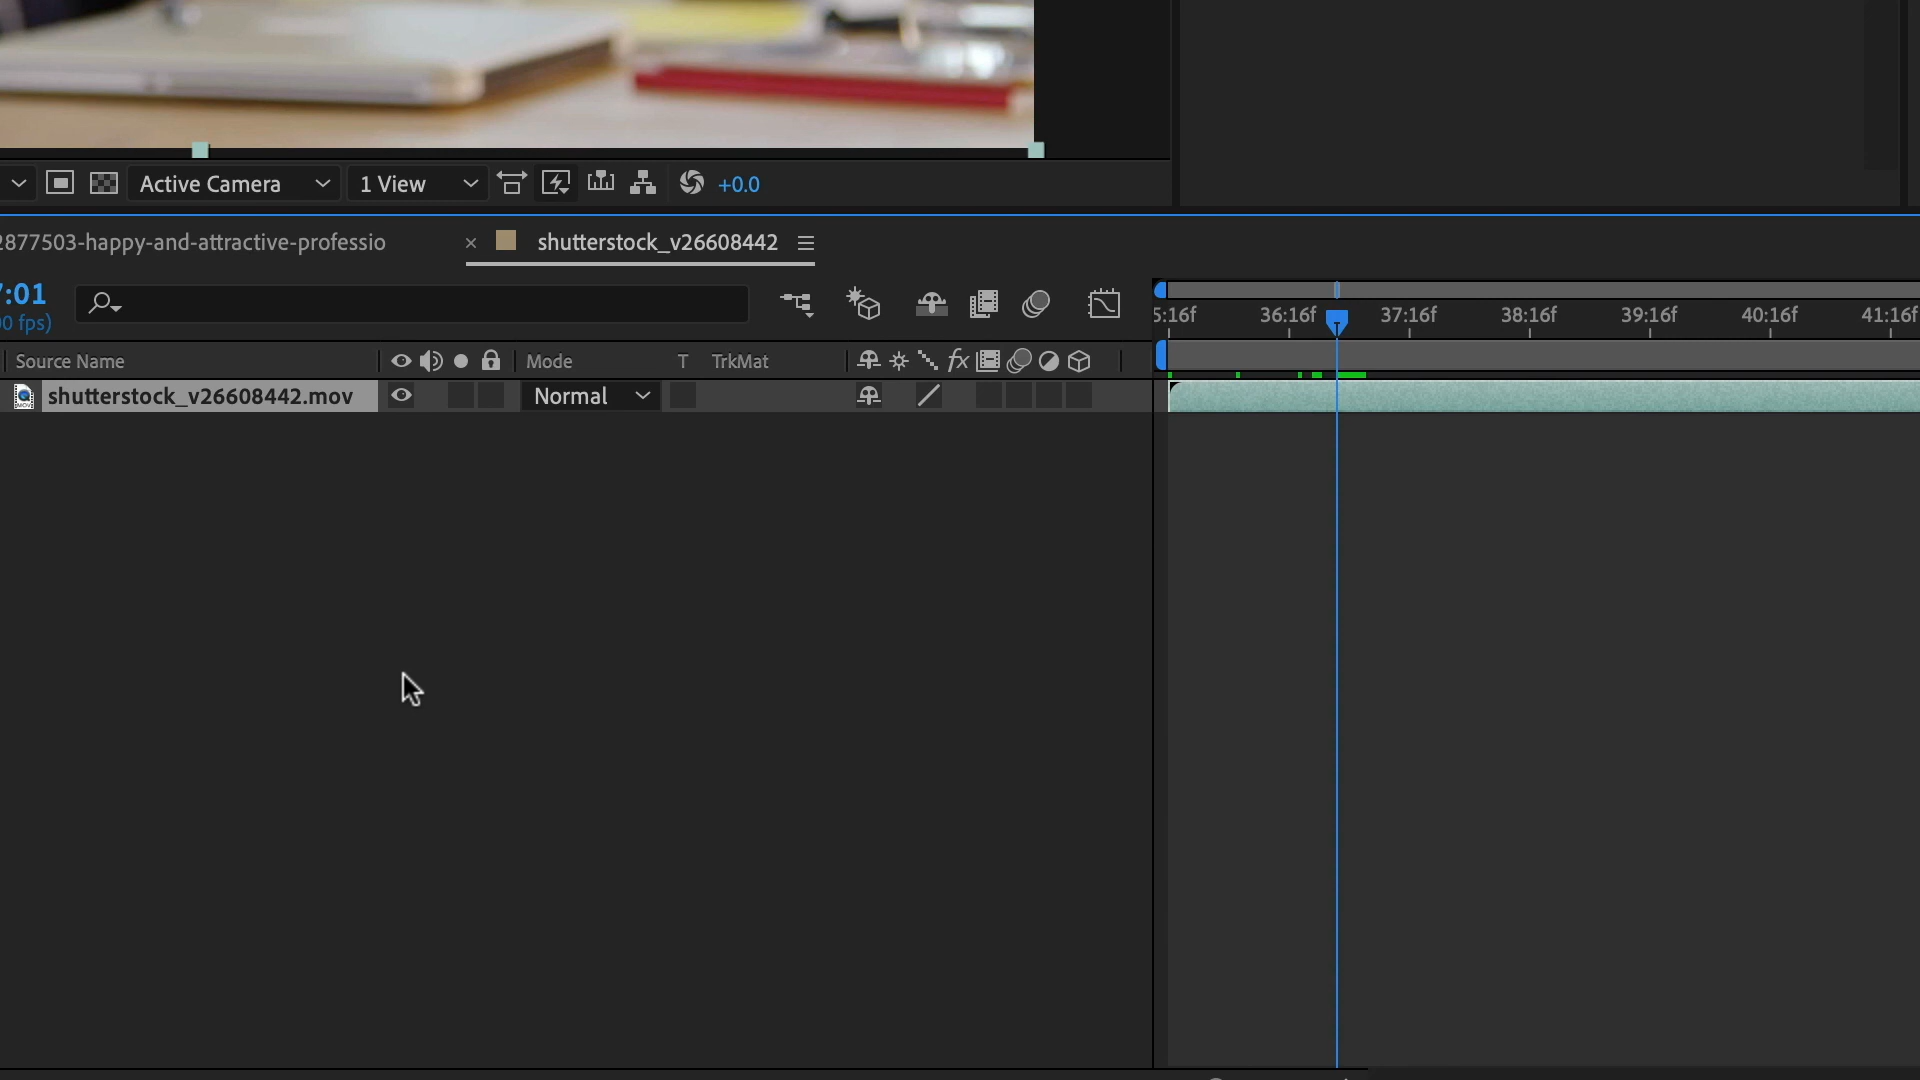 Active Camera
1 View
+0.0
2877503-happy-and-attractive-professio
× shutterstock_v26608442
:01
0 fps)
5:16f 36:16f 37:16f 38:16f 39:16f 40:16f 41:16f
Source Name
Mode T TrkMat
fx
shutterstock_v26608442.mov
Normal